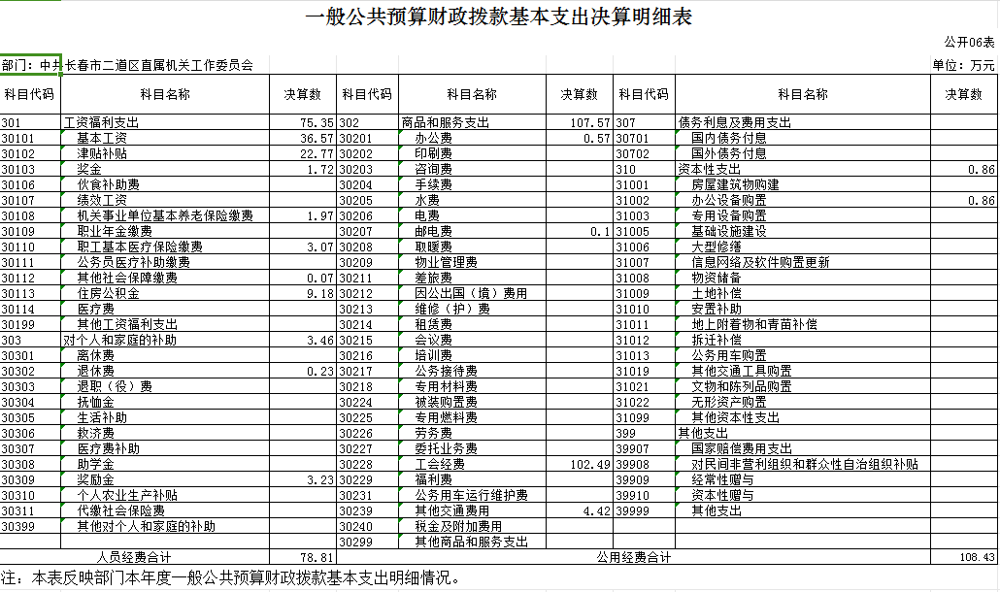 一般公共预算财政拨款基本支出决算明细表
公开06表
部门：中共长春市二道区直属机关工作委员会 单位：万元
科目代码 科目名称 决算数 科目代码 科目名称 决算数 科目代码 科目名称 决算数
301 工资福利支出 75.35 302 商品和服务支出 107.57 307 债务利息及费用支出
30101 基本工资 36.57 30201 办公费 0.57 30701 国内债务付息
30102 津贴补贴 22.77 30202 印刷费 30702 国外债务付息
30103 奖金 1.72 30203 咨询费 310 资本性支出 0.86
30106 伙食补助费 30204 手续费 31001 房屋建筑物购建
30107 绩效工资 30205 水费 31002 办公设备购置 0.86
30108 机关事业单位基本养老保险缴费 1.97 30206 电费 31003 专用设备购置
30109 职业年金缴费 30207 邮电费 0.1 31005 基础设施建设
30110 职工基本医疗保险缴费 3.07 30208 取暖费 31006 大型修缮
30111 公务员医疗补助缴费 30209 物业管理费 31007 信息网络及软件购置更新
30112 其他社会保障缴费 0.07 30211 差旅费 31008 物资储备
30113 住房公积金 9.18 30212 因公出国（境）费用 31009 土地补偿
30114 医疗费 30213 维修（护）费 31010 安置补助
30199 其他工资福利支出 30214 租赁费 31011 地上附着物和青苗补偿
303 对个人和家庭的补助 3.46 30215 会议费 31012 拆迁补偿
30301 离休费 30216 培训费 31013 公务用车购置
30302 退休费 0.23 30217 公务接待费 31019 其他交通工具购置
30303 退职（役）费 30218 专用材料费 31021 文物和陈列品购置
30304 抚恤金 30224 被装购置费 31022 无形资产购置
30305 生活补助 30225 专用燃料费 31099 其他资本性支出
30306 救济费 30226 劳务费 399 其他支出
30307 医疗费补助 30227 委托业务费 39907 国家赔偿费用支出
30308 助学金 30228 工会经费 102.49 39908 对民间非营利组织和群众性自治组织补贴
30309 奖励金 3.23 30229 福利费 39909 经常性赠与
30310 个人农业生产补贴 30231 公务用车运行维护费 39910 资本性赠与
30311 代缴社会保险费 30239 其他交通费用 4.42 39999 其他支出
30399 其他对个人和家庭的补助 30240 税金及附加费用
30299 其他商品和服务支出
人员经费合计 78.81 公用经费合计 108.43
注：本表反映部门本年度一般公共预算财政拨款基本支出明细情况。